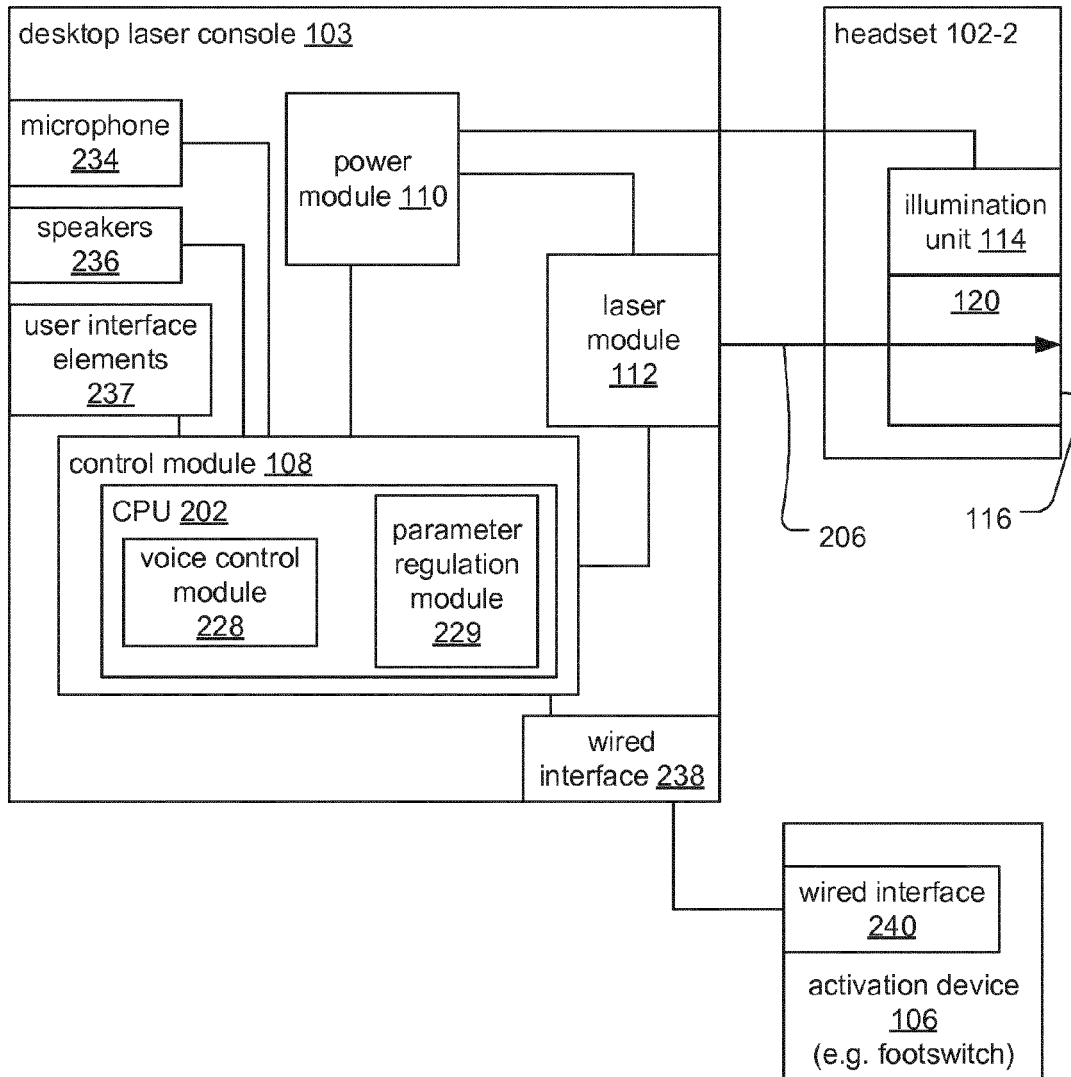 desktop laser console 103
microphone
234
speakers
236
user interface
elements
237
power
module 110
laser
module
112
control module 108
CPU 202
voice control
module
228
parameter
regulation
module
229
wired
interface 238
headset 102-2
illumination
unit 114
120
206
116
wired interface
240
activation device
106
(e.g. footswitch)